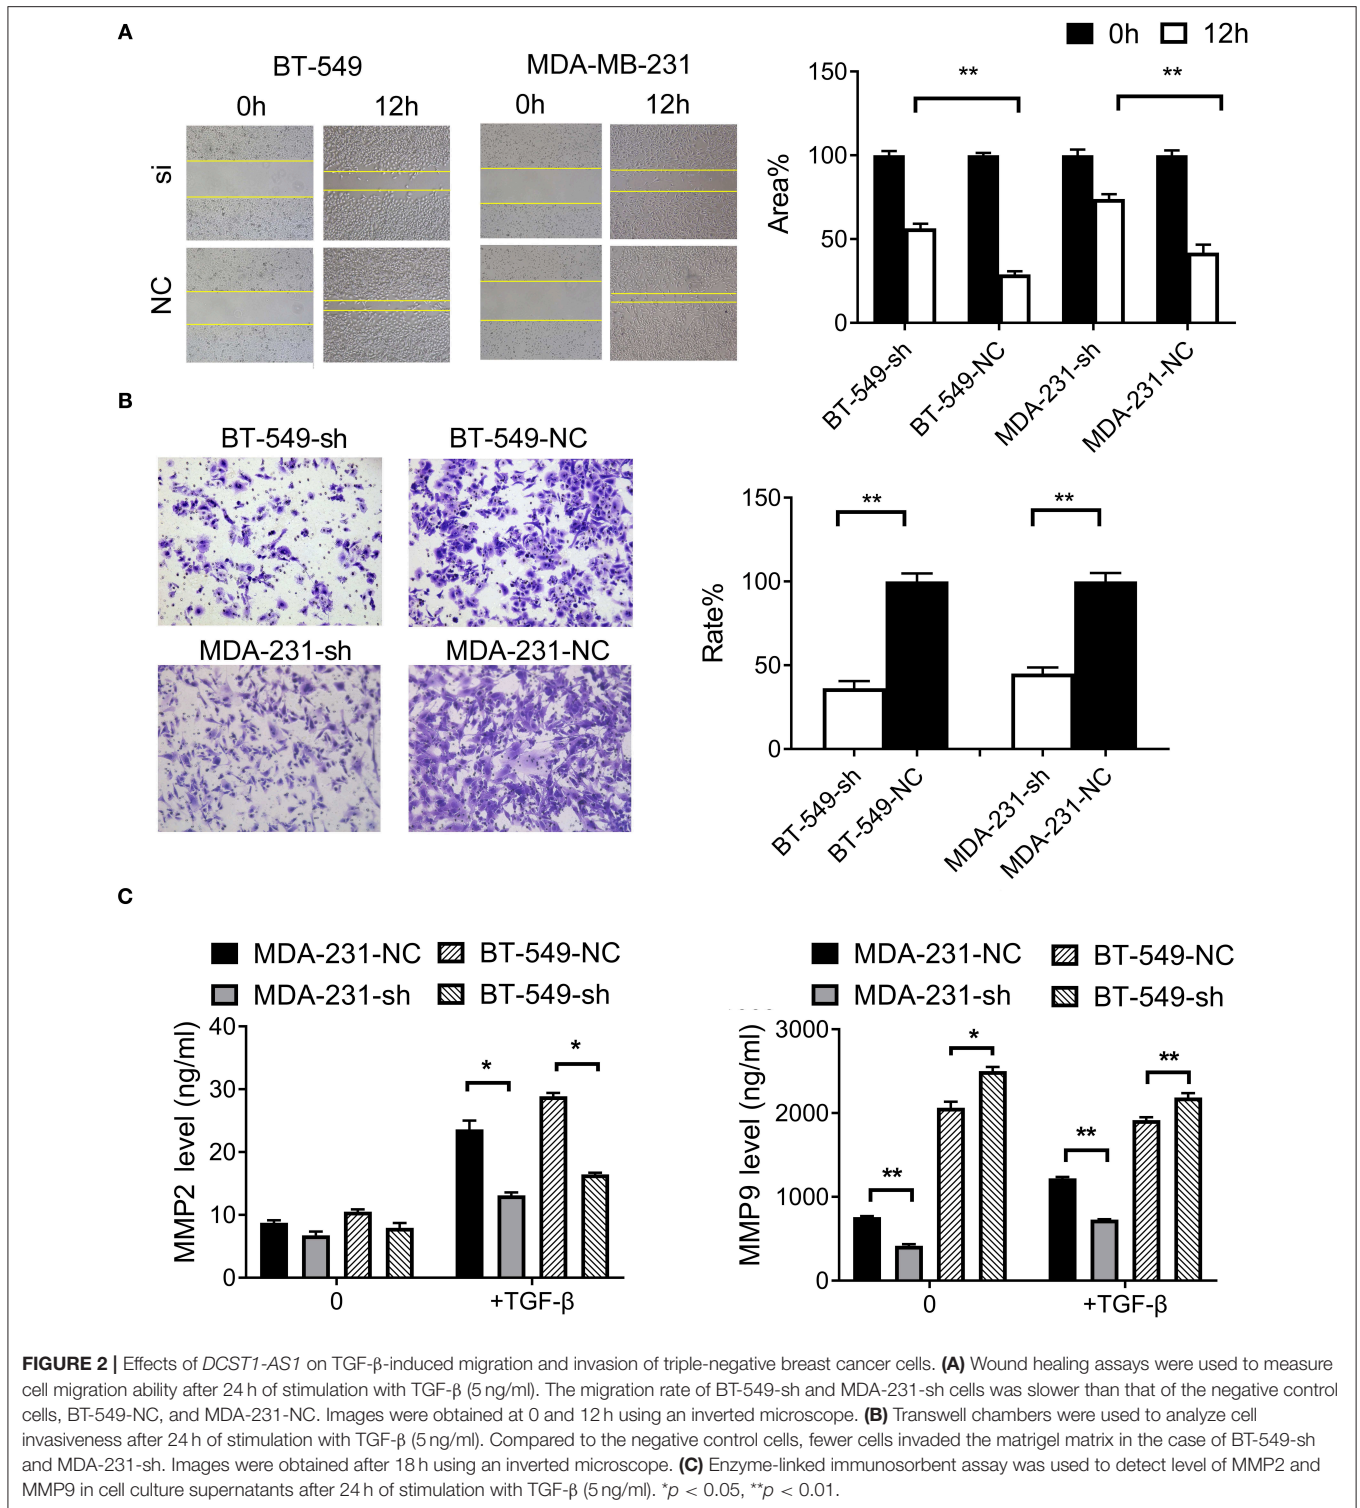 A
0h 12h
BT-549 MDA-MB-231
0h 12h 0h 12h
si
NC
Area%
150
100
50
0
** **
BT-549-sh
BT-549-NC
MDA-231-sh
MDA-231-NC
B
BT-549-sh BT-549-NC
MDA-231-sh MDA-231-NC
Rate%
150
100
50
0
** **
BT-549-sh
BT-549-NC
MDA-231-sh
MDA-231-NC
C
MDA-231-NC BT-549-NC
MDA-231-sh BT-549-sh
MMP2 level (ng/ml)
40
30
20
10
0
* *
0 +TGF-β
MDA-231-NC BT-549-NC
MDA-231-sh BT-549-sh
MMP9 level (ng/ml)
3000
2000
1000
0
** * ** **
0 +TGF-β
FIGURE 2 | Effects of DCST1-AS1 on TGF-β-induced migration and invasion of triple-negative breast cancer cells. (A) Wound healing assays were used to measure
cell migration ability after 24 h of stimulation with TGF-β (5 ng/ml). The migration rate of BT-549-sh and MDA-231-sh cells was slower than that of the negative control
cells, BT-549-NC, and MDA-231-NC. Images were obtained at 0 and 12 h using an inverted microscope. (B) Transwell chambers were used to analyze cell
invasiveness after 24 h of stimulation with TGF-β (5 ng/ml). Compared to the negative control cells, fewer cells invaded the matrigel matrix in the case of BT-549-sh
and MDA-231-sh. Images were obtained after 18 h using an inverted microscope. (C) Enzyme-linked immunosorbent assay was used to detect level of MMP2 and
MMP9 in cell culture supernatants after 24 h of stimulation with TGF-β (5 ng/ml). *p < 0.05, **p < 0.01.